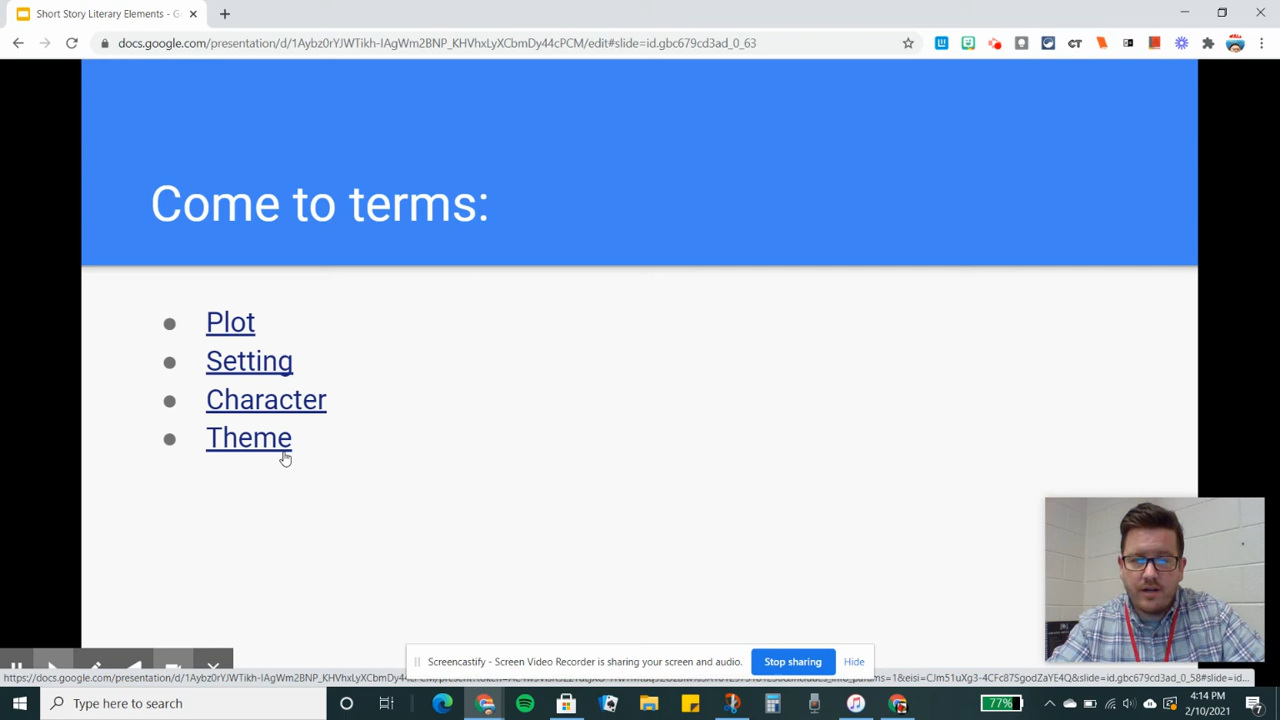 Short Story Literary Elements - G
docs.google.com/presentation/d/1Aybz0rYJWTikh-IAgWm2BNP_KHVhxLyXCbmDy44cPCM/edit#slide=id.gbc679cd3ad_0_63
Come to terms:
Plot
Setting
Character
Theme
Screencastify - Screen Video Recorder is sharing your screen and audio.
Stop sharing
Hide
Type here to search
77%
4:14 PM
2/10/2021
7